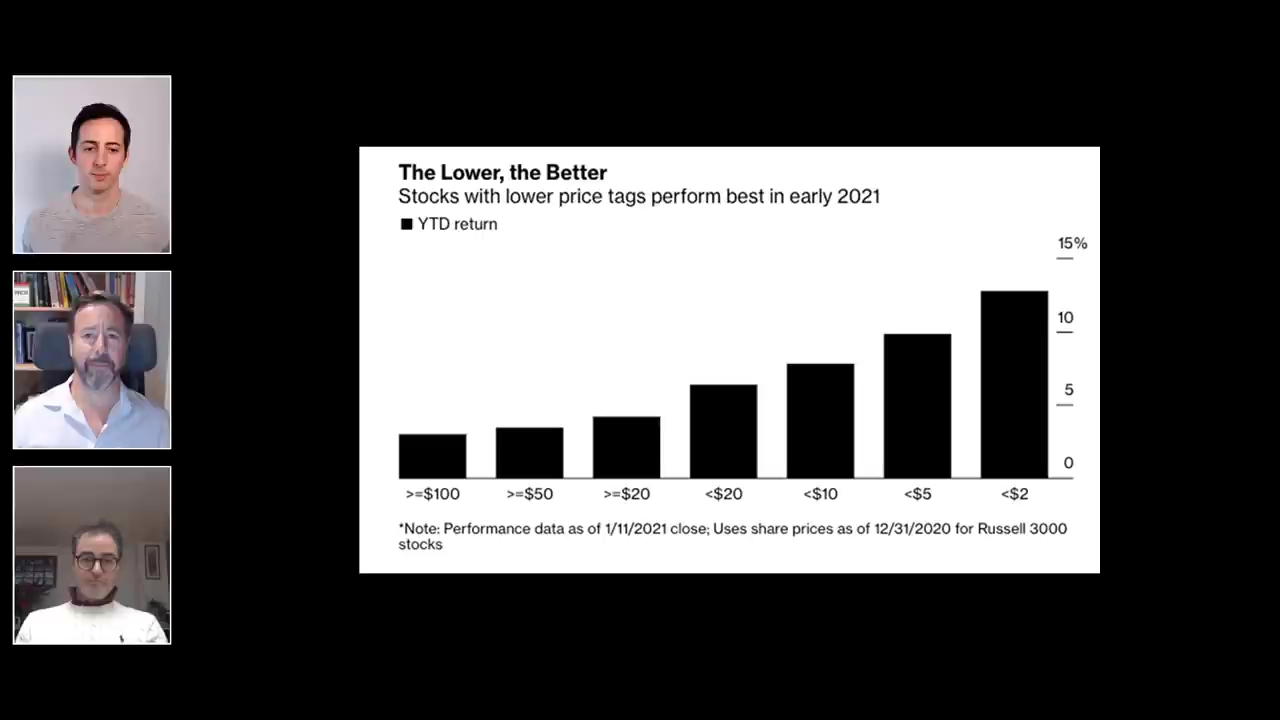 The Lower, the Better
Stocks with lower price tags perform best in early 2021
YTD return
15%
10
5
0
>=$100 >=$50 >=$20 <$20 <$10 <$5 <$2
*Note: Performance data as of 1/11/2021 close; Uses share prices as of 12/31/2020 for Russell 3000
stocks